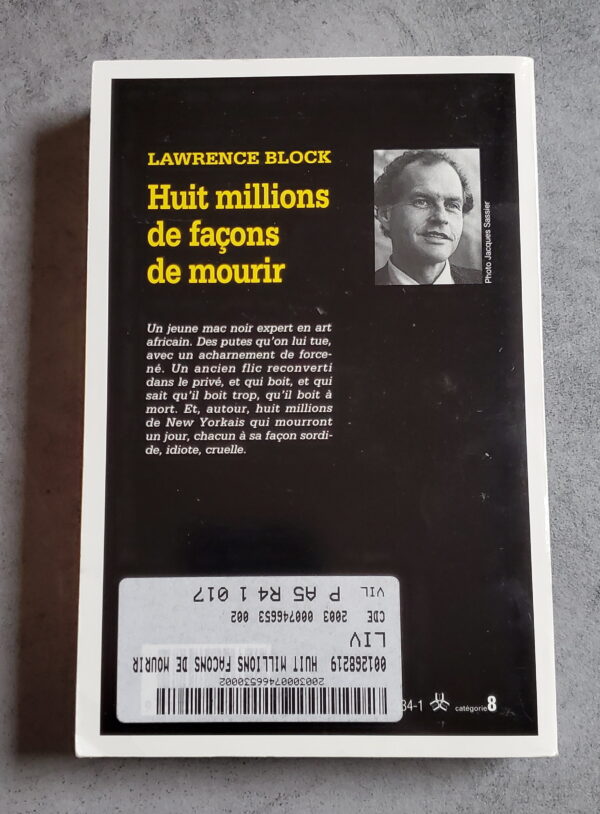 LAWRENCE BLOCK
Huit millions
de façons
de mourir
Photo Jacques Sassier
Un jeune mac noir expert en art
africain. Des putes qu'on lui tue,
avec un acharnement de force-
né. Un ancien flic reconverti
dans le privé, et qui boit, et qui
sait qu'il boit trop, qu'il boit à
mort. Et, autour, huit millions
de New Yorkais qui mourront
un jour, chacun à sa façon sordi-
de, idiote, cruelle.
200300007466530002
001268219 HUIT MILLIONS FACONS DE MOURIR
LIV
CDE 2003 000746653 002
VIL P A5 R4 1 017
34-1
catégorie 8